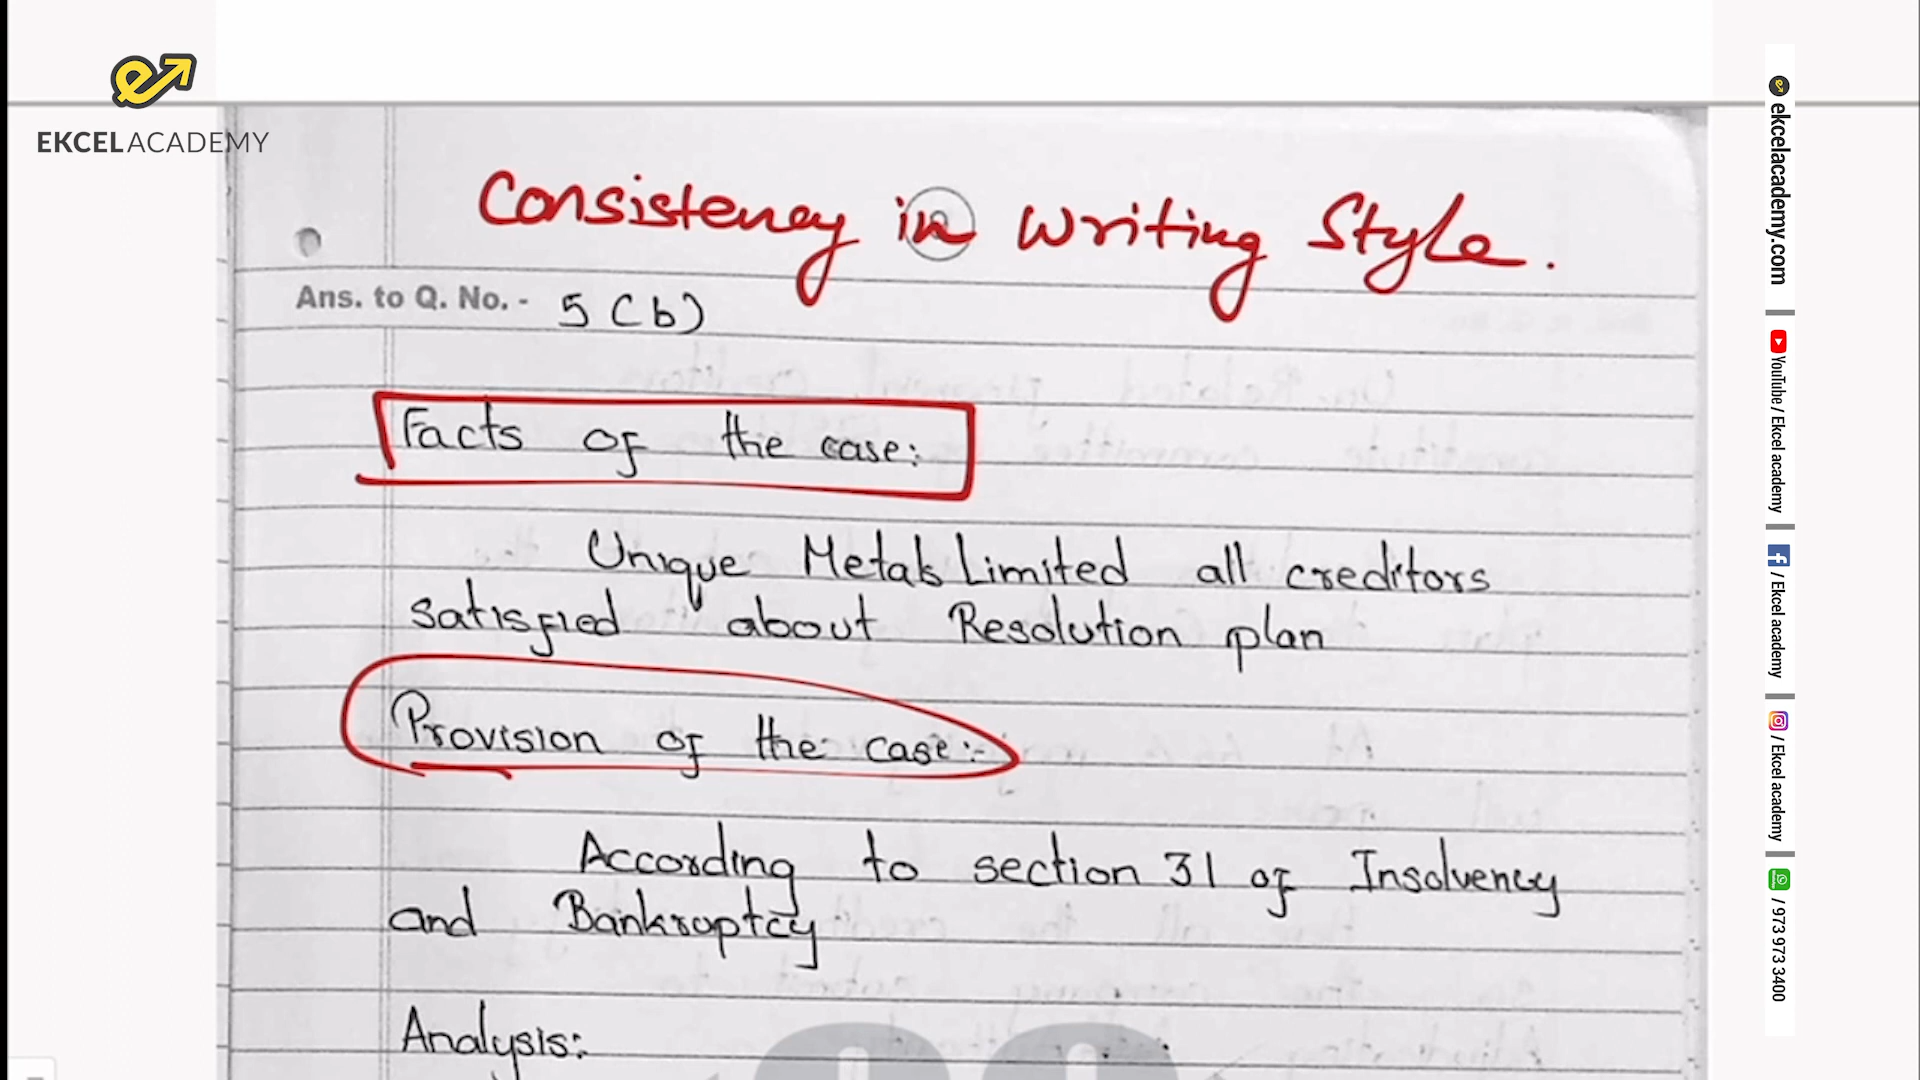 EKCELACADEMY
Consistency in Writing Style.
Ans. to Q. No. - 5 (b)
Facts of the case:
Unique Metals Limited all creditors
satisfied about Resolution plan
Provision of the case:-
According to section 31 of Insolvency
and Bankruptcy
Analysis:
ekcelacademy.com
YouTube / Ekcel academy
/ Ekcel academy
/ Ekcel academy
/ 973 973 3400